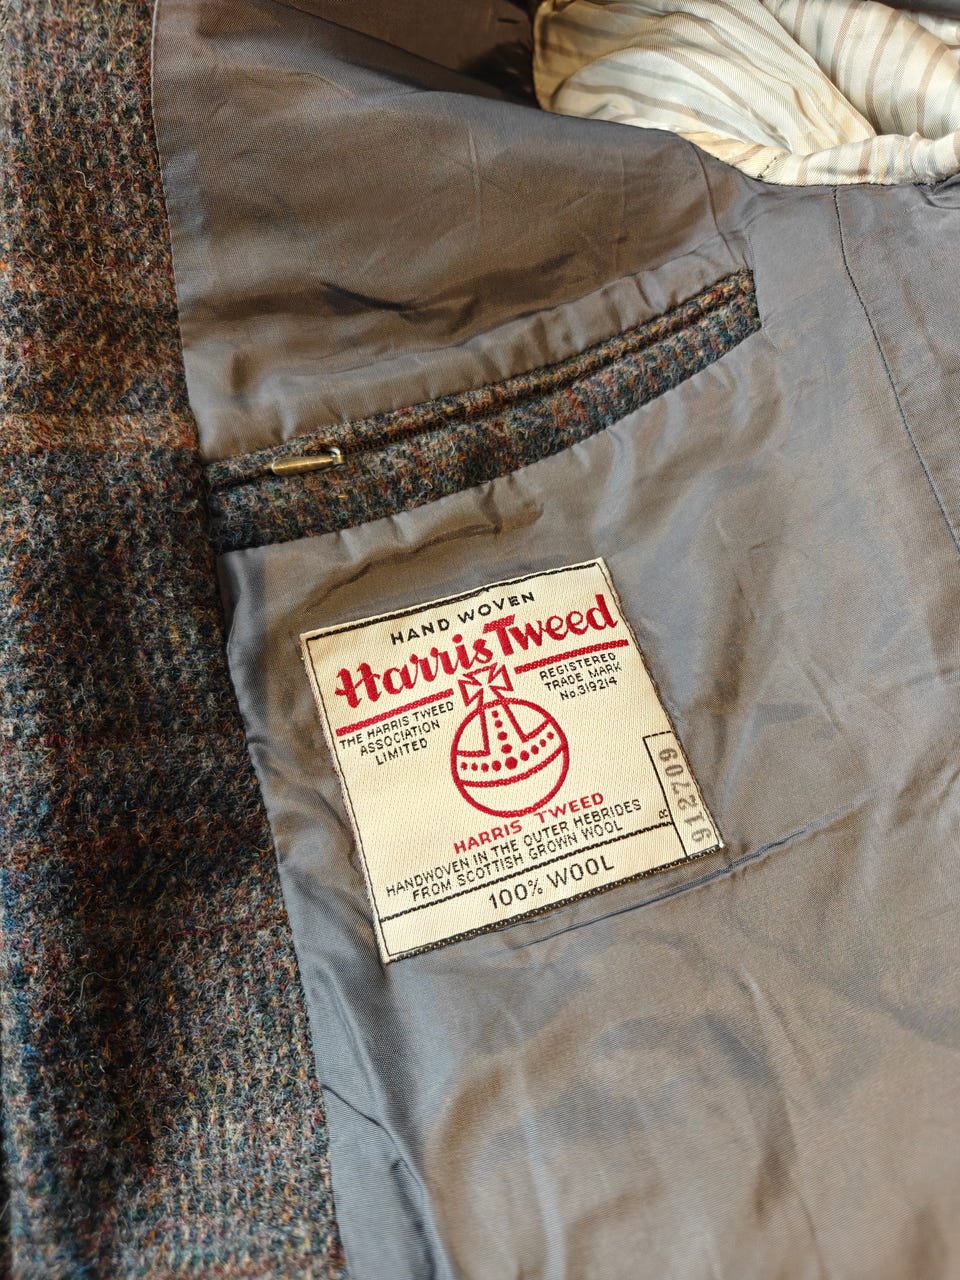 HAND WOVEN
Harris Tweed
THE HARRIS TWEED
ASSOCIATION
LIMITED
REGISTERED
TRADE MARK
No.319214
HARRIS TWEED
HANDWOVEN IN THE OUTER HEBRIDES
FROM SCOTTISH GROWN WOOL
100% WOOL
R
912709